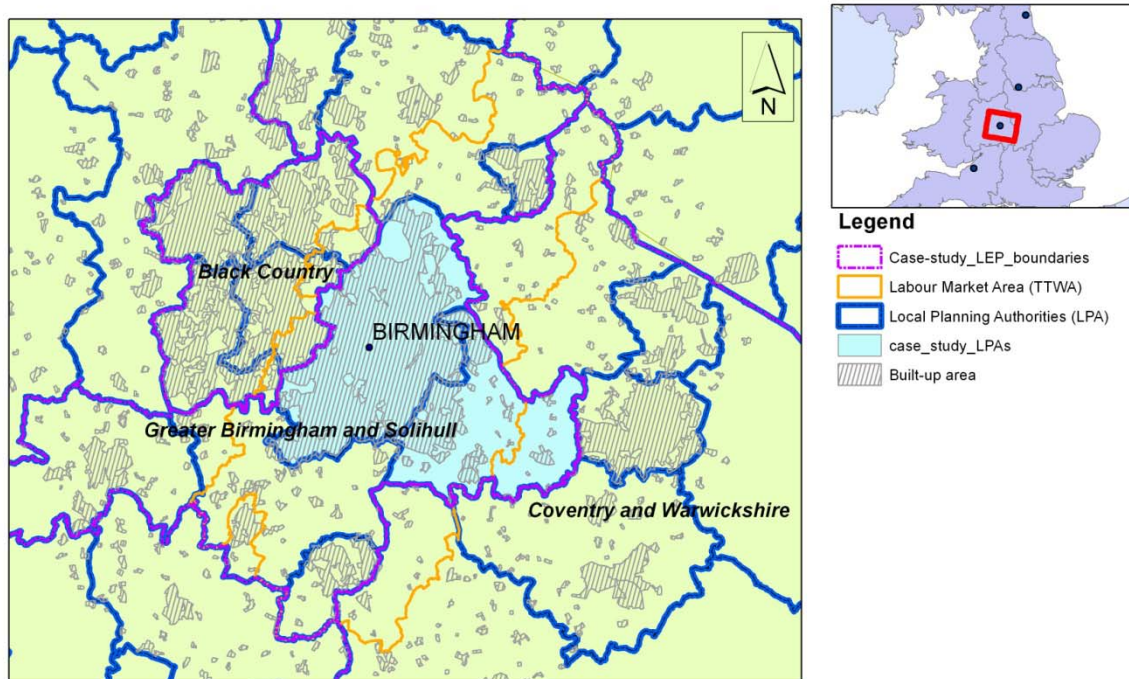 N
Black Country
BIRMINGHAM
Greater Birmingham and Solihull
Coventry and Warwickshire
Legend
Case-study_LEP_boundaries
Labour Market Area (TTWA)
Local Planning Authorities (LPA)
case_study_LPAs
Built-up area